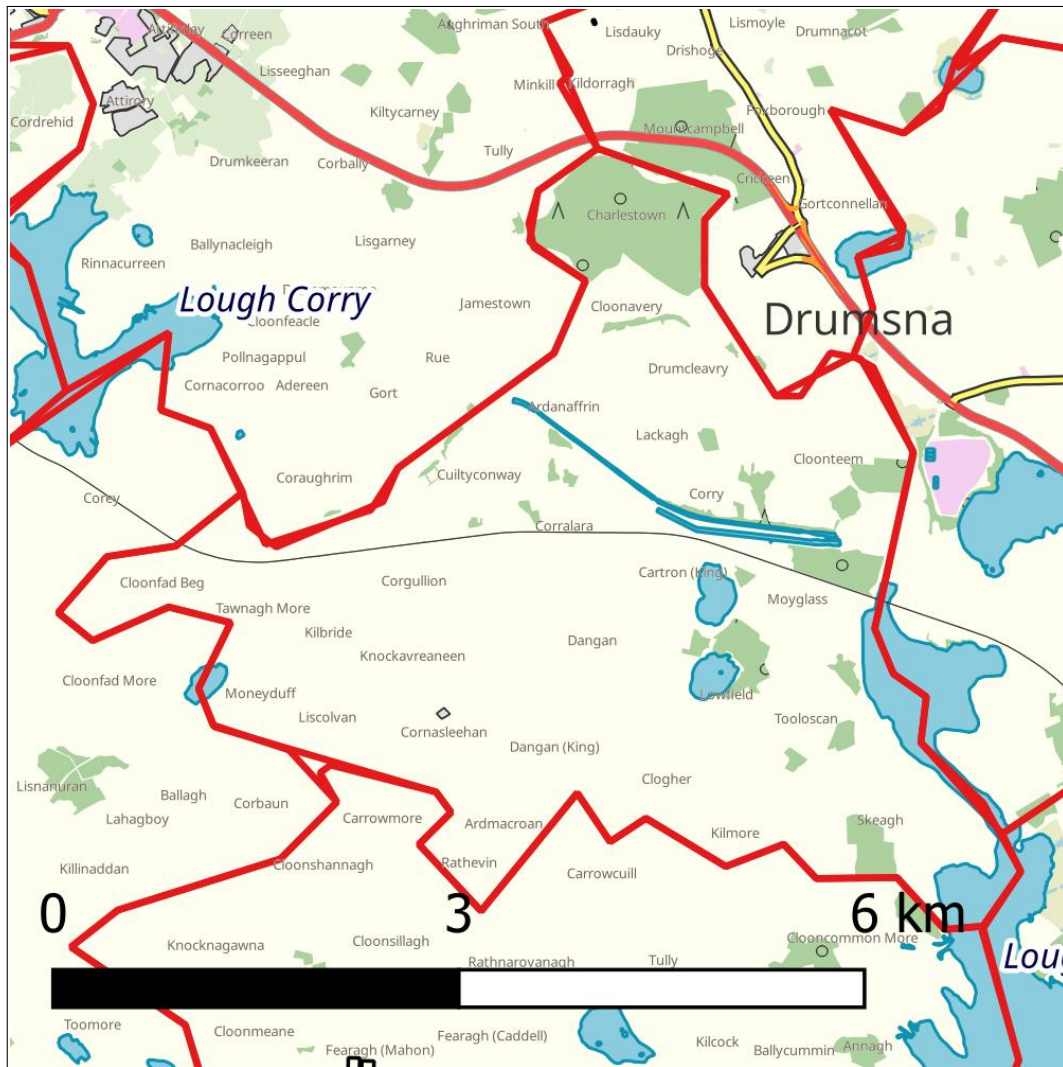 Aughriman South
Lisdauky
Lismoyle
Drumnacot
Drishoge
Correen
Lisseeghan
Minkill
Kildorragh
Attirory
Kiltycarney
Foxborough
Cordrehid
Mountcampbell
Drumkeeran
Corbally
Tully
Cricheen
Gortconnellan
Charlestown
Ballynacleigh
Lisgarney
Rinnacurreen
Lough Corry
Jamestown
Cloonavery
Cloonfeacle
Drumsna
Pollnagappul
Rue
Drumcleavry
Cornacorroo
Adereen
Gort
Ardanaffrin
Lackagh
Cloonteem
Coraughrim
Cuiltyconway
Corey
Corry
Corralara
Cloonfad Beg
Corgullion
Cartron (King)
Moyglass
Tawnagh More
Kilbride
Dangan
Knockavreaneen
Cloonfad More
Moneyduff
Lowfield
Liscolvan
Tooloscan
Cornasleehan
Dangan (King)
Clogher
Lisnanuran
Ballagh
Corbaun
Lahagboy
Carrowmore
Ardmacroan
Skeagh
Kilmore
Killinaddan
Cloonshannagh
Rathevin
Carrowcuill
0
3
6 km
Knocknagawna
Cloonsillagh
Clooncommon More
Rathnarovanagh
Tully
Toomore
Cloonmeane
Fearagh (Caddell)
Fearagh (Mahon)
Kilcock
Ballycummin
Annagh